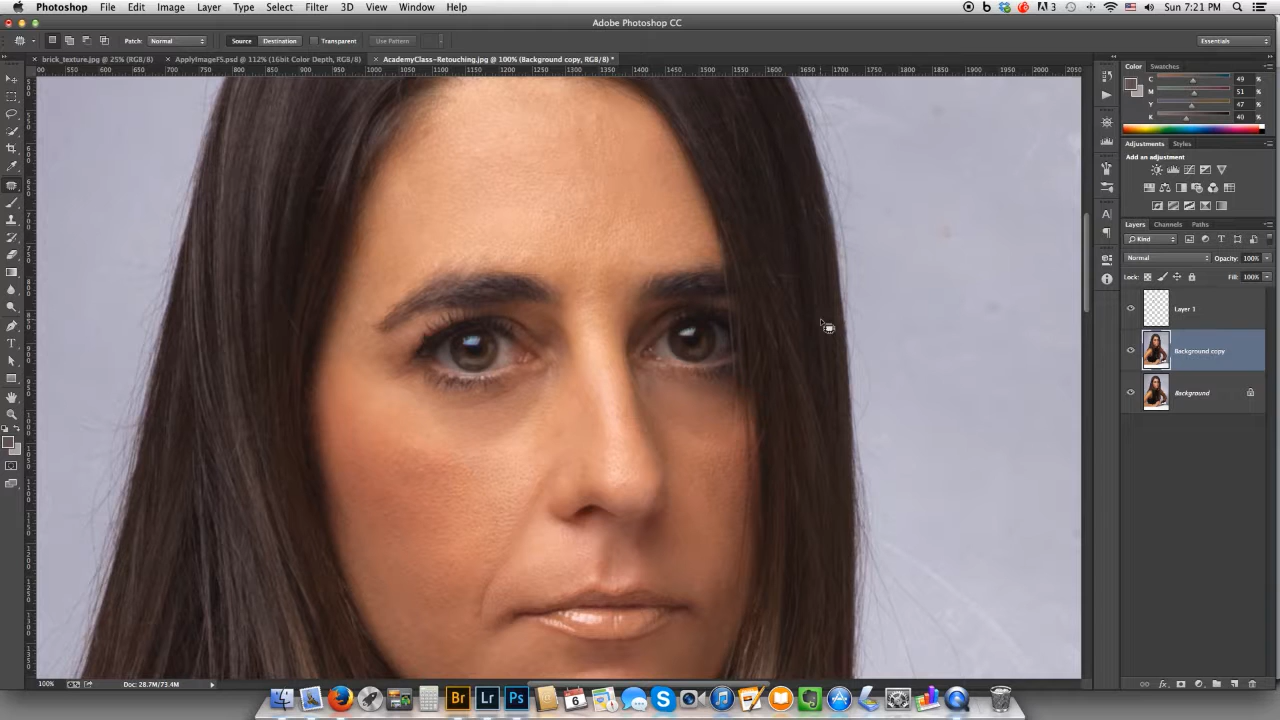 Photoshop File Edit Image Layer Type Select Filter 3D View Window Help
3 Sun 7:21 PM
Adobe Photoshop CC
Patch: Normal Source Destination Transparent Use Pattern Essentials
brick_texture.jpg @ 25% (RGB/8) ApplyImageFS.psd @ 112% (16bit Color Depth, RGB/8) AcademyClass-Retouching.jpg @ 100% (Background copy, RGB/8) *
Color Swatches
C 49 %
M 51 %
Y 47 %
K 40 %
Adjustments Styles
Add an adjustment
Layers Channels Paths
Kind
Normal Opacity: 100%
Lock: Fill: 100%
Layer 1
Background copy
Background
100% Doc: 28.7M/73.4M
Br Lr Ps